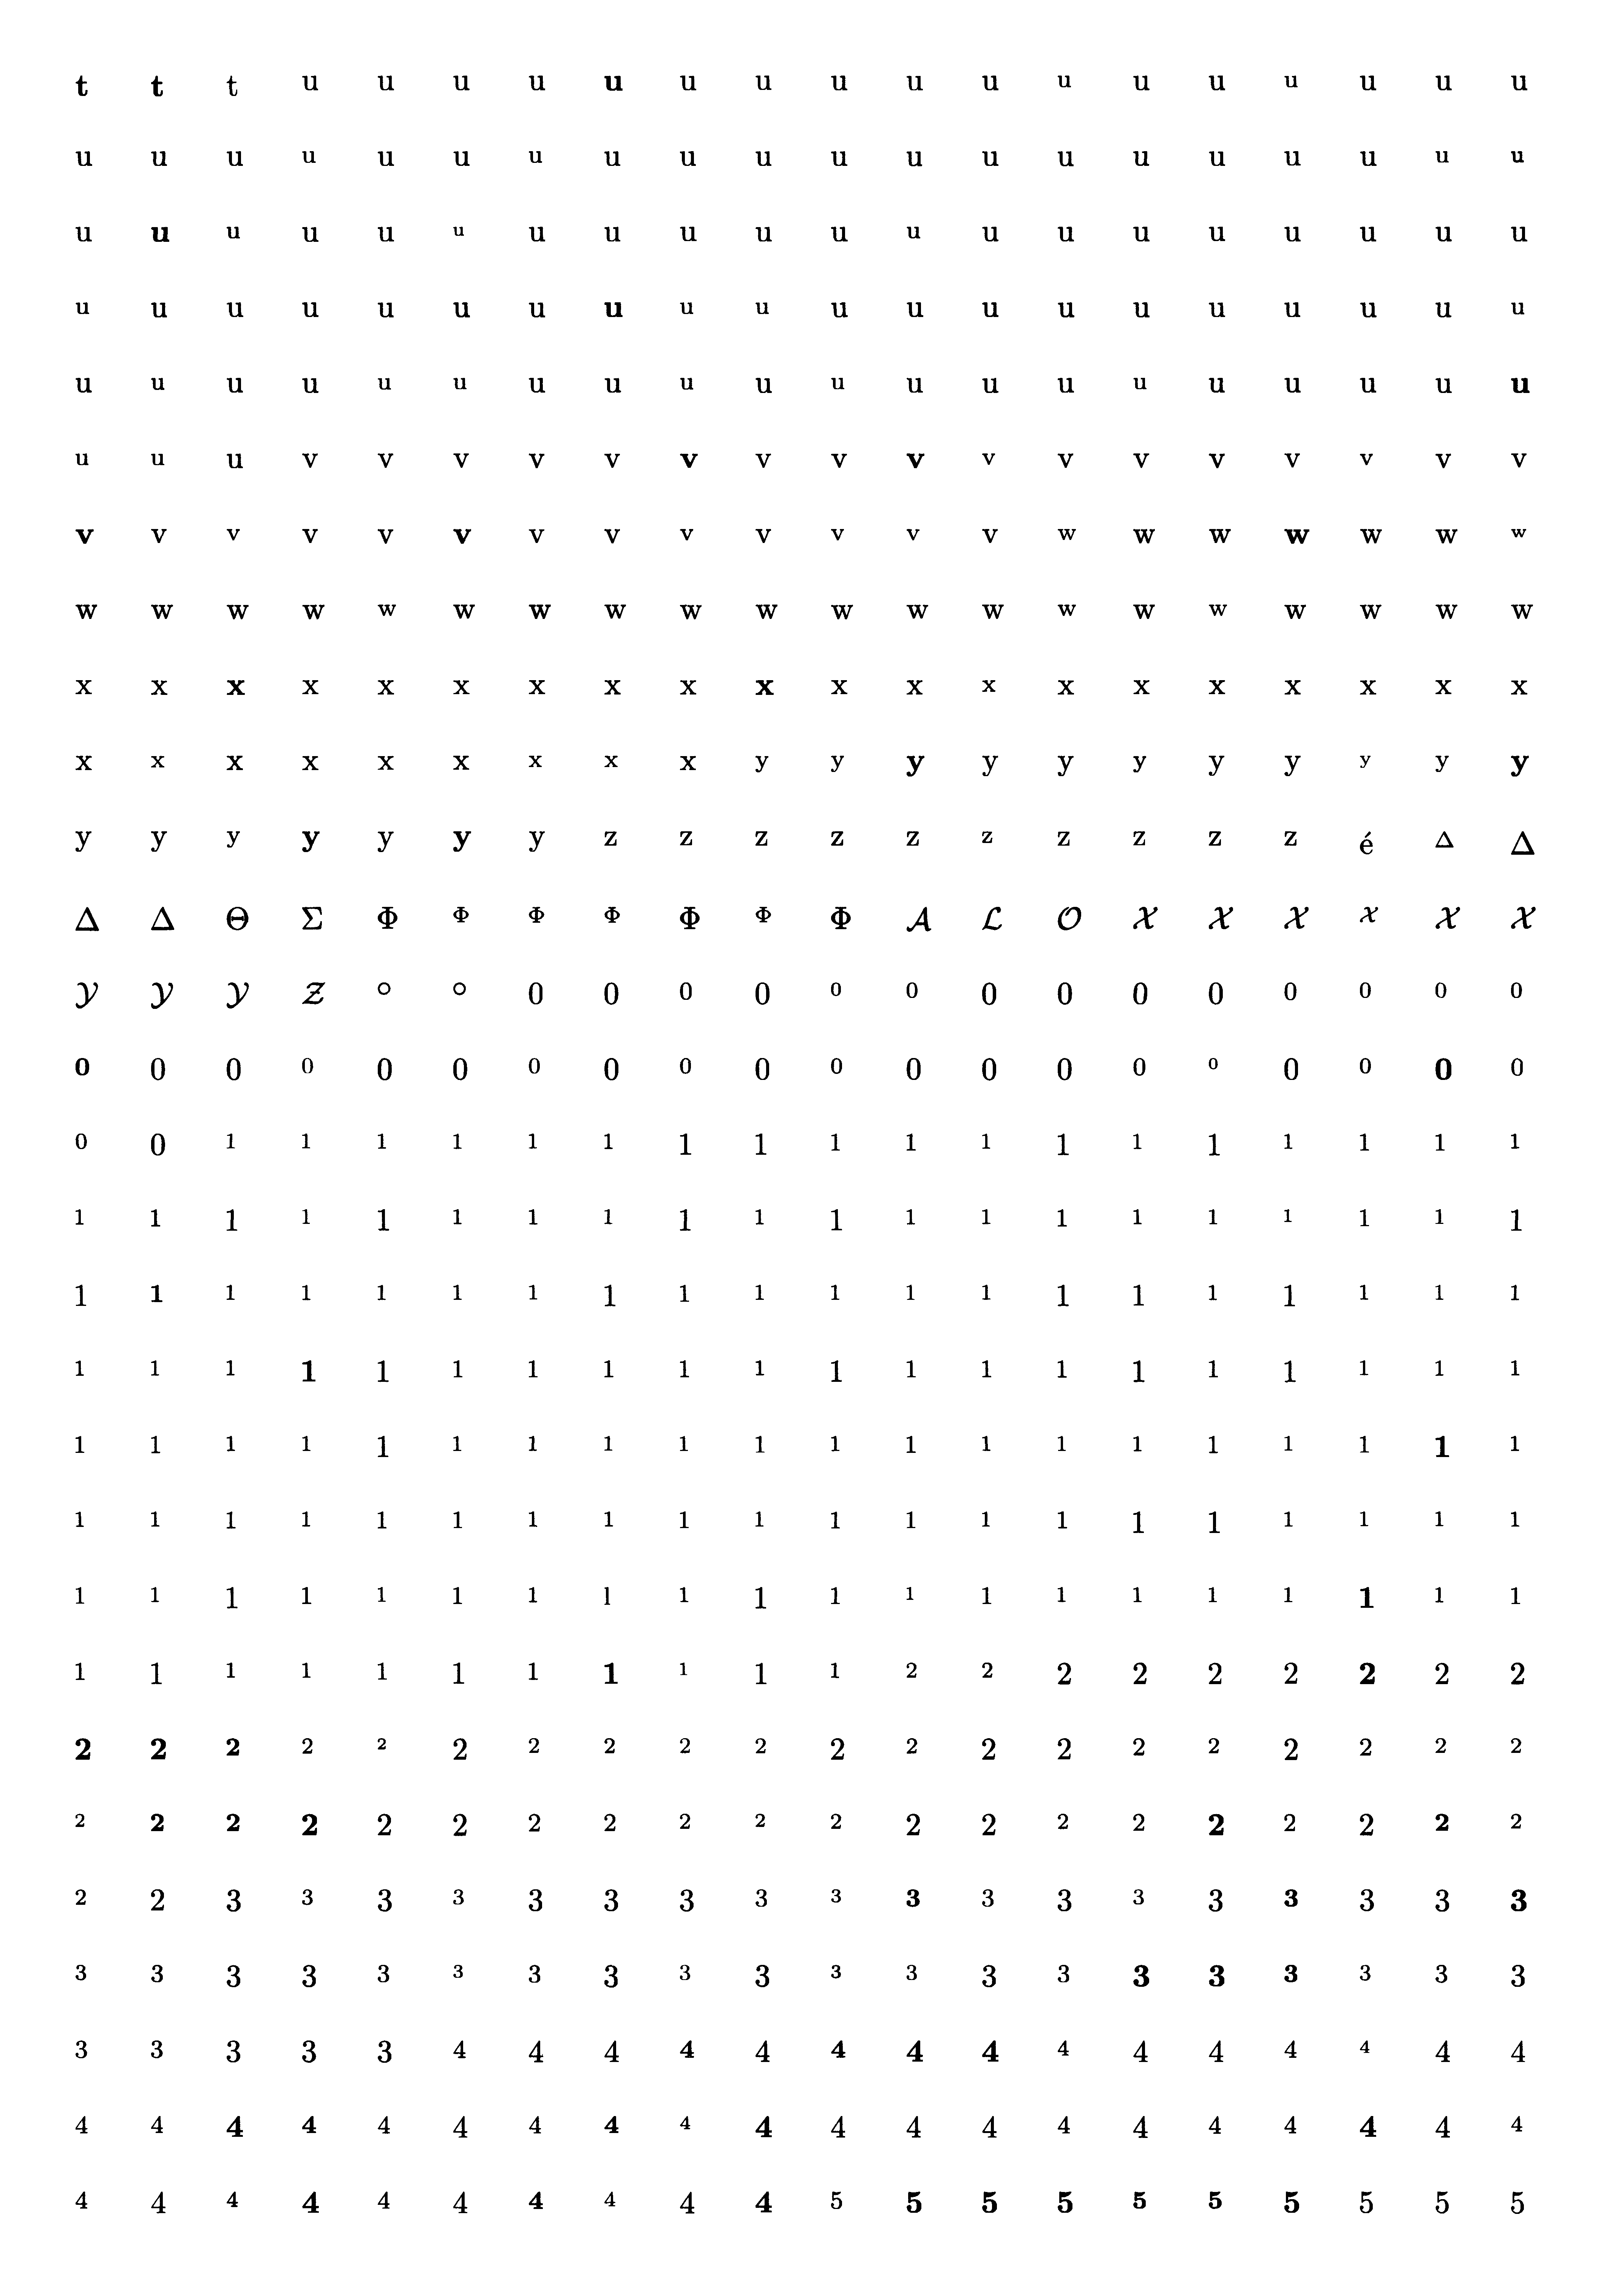 t t t u u u u u u u u u u u u u u u u u
u u u u u u u u u u u u u u u u u u u u
u u u u u u u u u u u u u u u u u u u u
u u u u u u u u u u u u u u u u u u u u
u u u u u u u u u u u u u u u u u u u u
u u u v v v v v v v v v v v v v v v v v
v v v v v v v v v v v v v w w w w w w w
w w w w w w w w w w w w w w w w w w w w
x x x x x x x x x x x x x x x x x x x x
x x x x x x x x x y y y y y y y y y y y
y y y y y y y z z z z z z z z z z é Δ Δ
Δ Δ Θ Σ Φ Φ Φ Φ Φ Φ Φ 𝒜 ℒ 𝒪 𝒳 𝒳 𝒳 𝒳 𝒳 𝒳
𝒴 𝒴 𝒴 𝒵 ° ° 0 0 0 0 0 0 0 0 0 0 0 0 0 0
0 0 0 0 0 0 0 0 0 0 0 0 0 0 0 0 0 0 0 0
0 0 1 1 1 1 1 1 1 1 1 1 1 1 1 1 1 1 1 1
1 1 1 1 1 1 1 1 1 1 1 1 1 1 1 1 1 1 1 1
1 1 1 1 1 1 1 1 1 1 1 1 1 1 1 1 1 1 1 1
1 1 1 1 1 1 1 1 1 1 1 1 1 1 1 1 1 1 1 1
1 1 1 1 1 1 1 1 1 1 1 1 1 1 1 1 1 1 1 1
1 1 1 1 1 1 1 1 1 1 1 1 1 1 1 1 1 1 1 1
1 1 1 1 1 1 1 l 1 1 1 1 1 1 1 1 1 1 1 1
1 1 1 1 1 1 1 1 1 1 1 2 2 2 2 2 2 2 2 2
2 2 2 2 2 2 2 2 2 2 2 2 2 2 2 2 2 2 2 2
2 2 2 2 2 2 2 2 2 2 2 2 2 2 2 2 2 2 2 2
2 2 3 3 3 3 3 3 3 3 3 3 3 3 3 3 3 3 3 3
3 3 3 3 3 3 3 3 3 3 3 3 3 3 3 3 3 3 3 3
3 3 3 3 3 4 4 4 4 4 4 4 4 4 4 4 4 4 4 4
4 4 4 4 4 4 4 4 4 4 4 4 4 4 4 4 4 4 4 4
4 4 4 4 4 4 4 4 4 4 5 5 5 5 5 5 5 5 5 5